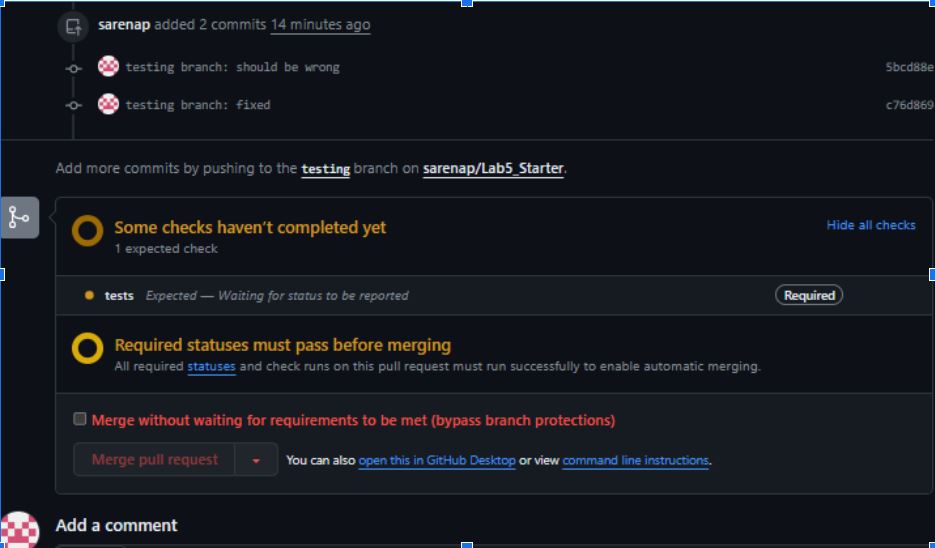 sarenap added 2 commits 14 minutes ago
testing branch: should be wrong 5bcd88e
testing branch: fixed c76d869
Add more commits by pushing to the testing branch on sarenap/Lab5_Starter.
Some checks haven't completed yet Hide all checks
1 expected check
tests Expected — Waiting for status to be reported Required
Required statuses must pass before merging
All required statuses and check runs on this pull request must run successfully to enable automatic merging.
Merge without waiting for requirements to be met (bypass branch protections)
Merge pull request You can also open this in GitHub Desktop or view command line instructions.
Add a comment